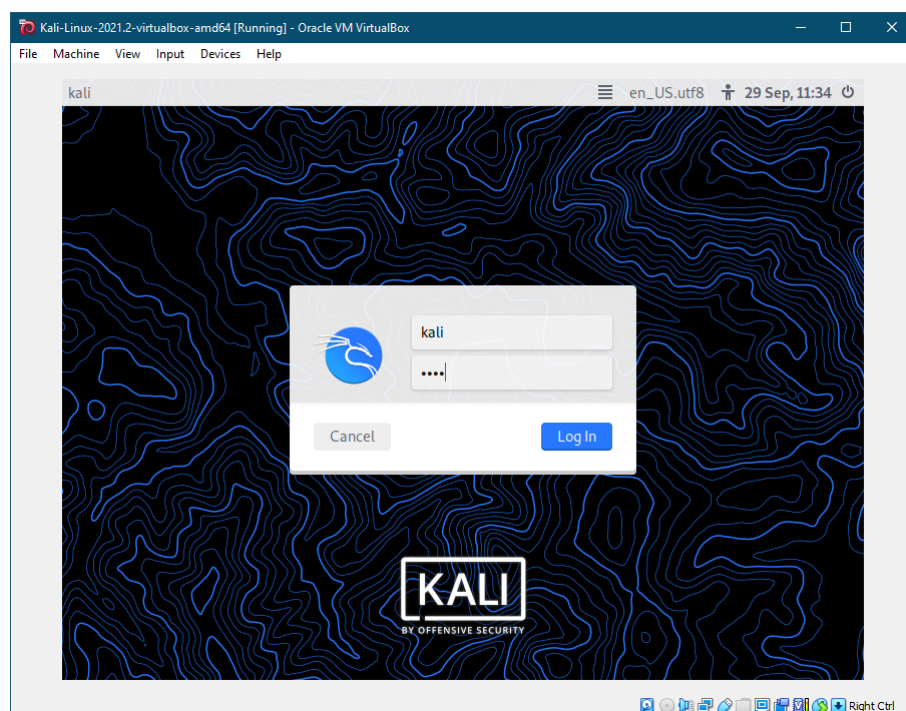 Kali-Linux-2021.2-virtualbox-amd64 [Running] - Oracle VM VirtualBox
File Machine View Input Devices Help
kali en_US.utf8 29 Sep, 11:34
kali
••••
Cancel Log In
KALI
BY OFFENSIVE SECURITY
Right Ctrl